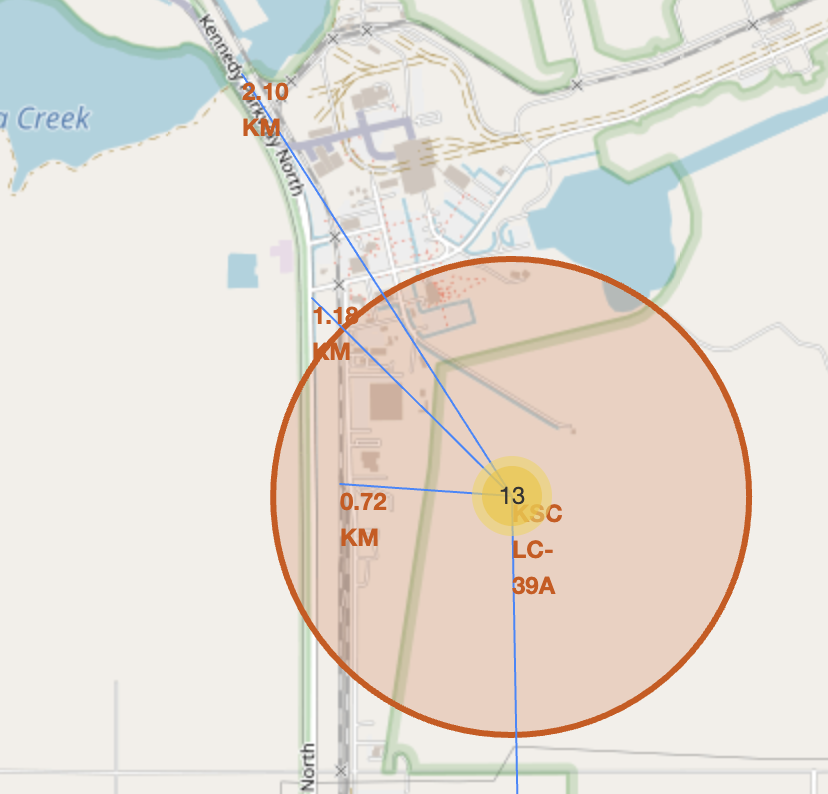 Kennedy Parkway North
2.10
KM
a Creek
1.18
KM
13
0.72
KM
KSC
LC-
39A
North